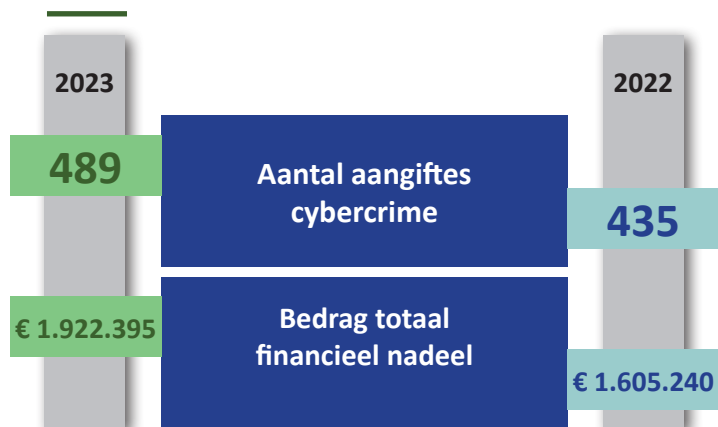 2023
2022
489
Aantal aangiftes
cybercrime
435
€ 1.922.395
Bedrag totaal
financieel nadeel
€ 1.605.240